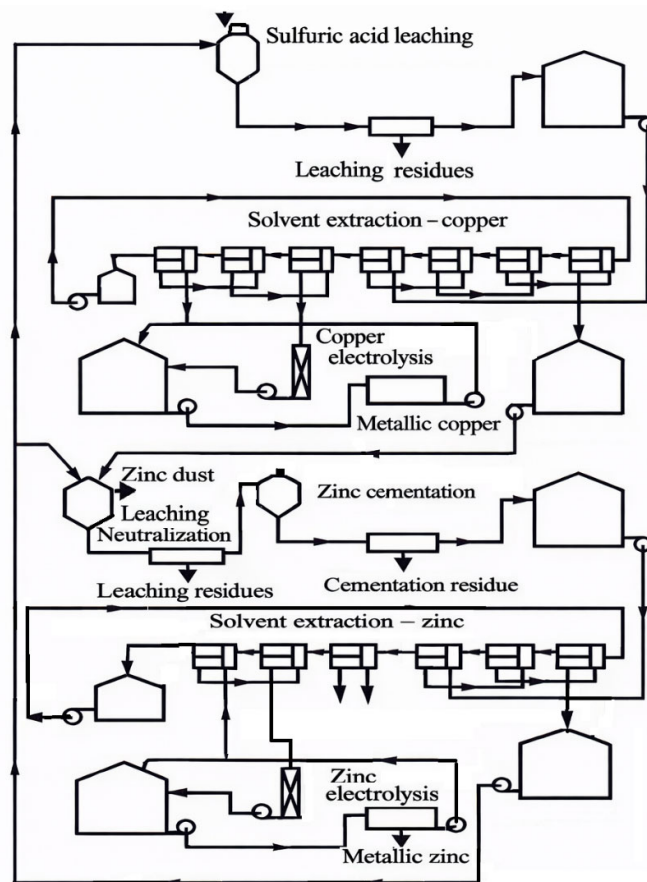 Sulfuric acid leaching
Leaching residues
Solvent extraction – copper
Copper
electrolysis
Metallic copper
Zinc dust
Leaching
Neutralization
Zinc cementation
Leaching residues
Cementation residue
Solvent extraction – zinc
Zinc
electrolysis
Metallic zinc